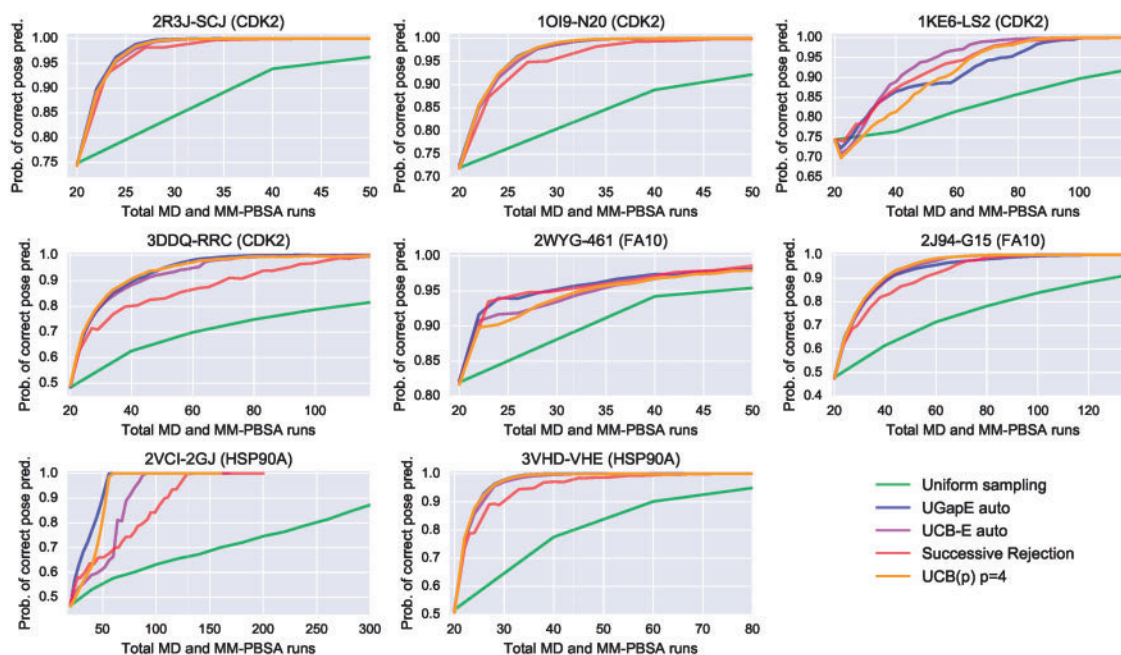 2R3J-SCJ (CDK2)
1OI9-N20 (CDK2)
1KE6-LS2 (CDK2)
Prob. of correct pose pred.
1.00
0.95
0.90
0.85
0.80
0.75
20 25 30 35 40 45 50
Total MD and MM-PBSA runs
Prob. of correct pose pred.
1.00
0.95
0.90
0.85
0.80
0.75
0.70
20 25 30 35 40 45 50
Total MD and MM-PBSA runs
Prob. of correct pose pred.
1.00
0.95
0.90
0.85
0.80
0.75
0.70
0.65
20 40 60 80 100
Total MD and MM-PBSA runs
3DDQ-RRC (CDK2)
2WYG-461 (FA10)
2J94-G15 (FA10)
Prob. of correct pose pred.
1.0
0.9
0.8
0.7
0.6
0.5
20 40 60 80 100
Total MD and MM-PBSA runs
Prob. of correct pose pred.
1.00
0.95
0.90
0.85
0.80
20 25 30 35 40 45 50
Total MD and MM-PBSA runs
Prob. of correct pose pred.
1.0
0.9
0.8
0.7
0.6
0.5
0.4
20 40 60 80 100 120
Total MD and MM-PBSA runs
2VCI-2GJ (HSP90A)
3VHD-VHE (HSP90A)
Prob. of correct pose pred.
1.0
0.9
0.8
0.7
0.6
0.5
50 100 150 200 250 300
Total MD and MM-PBSA runs
Prob. of correct pose pred.
1.0
0.9
0.8
0.7
0.6
0.5
20 30 40 50 60 70 80
Total MD and MM-PBSA runs
Uniform sampling
UGapE auto
UCB-E auto
Successive Rejection
UCB(p) p=4